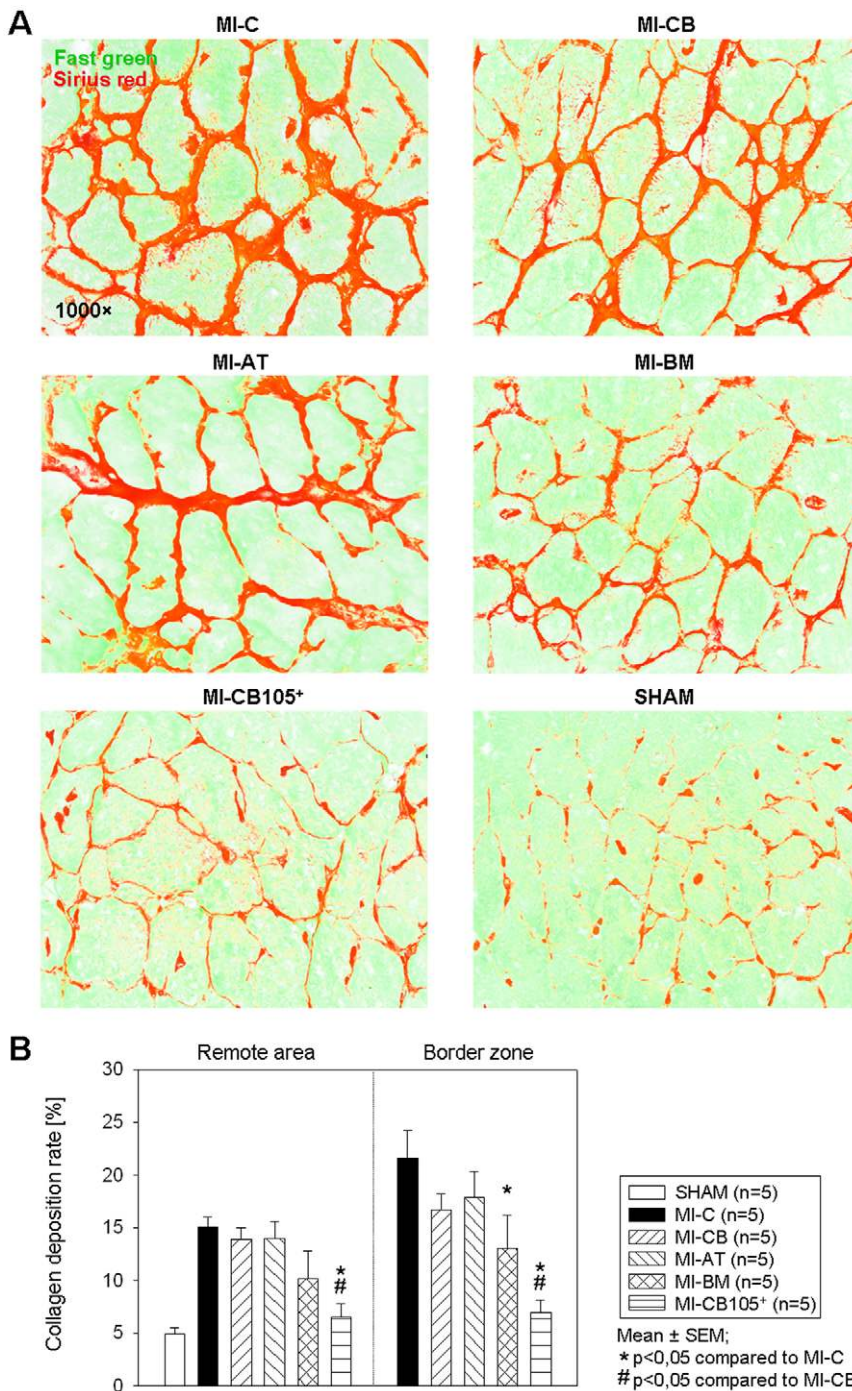 A
MI-C
MI-CB
Fast green
Sirius red
1000×
MI-AT
MI-BM
MI-CB105⁺
SHAM
B
Remote area
Border zone
Collagen deposition rate [%]
30
25
20
15
10
5
0
*
#
*
*
#
SHAM (n=5)
MI-C (n=5)
MI-CB (n=5)
MI-AT (n=5)
MI-BM (n=5)
MI-CB105⁺ (n=5)
Mean ± SEM;
* p<0,05 compared to MI-C
# p<0,05 compared to MI-CB